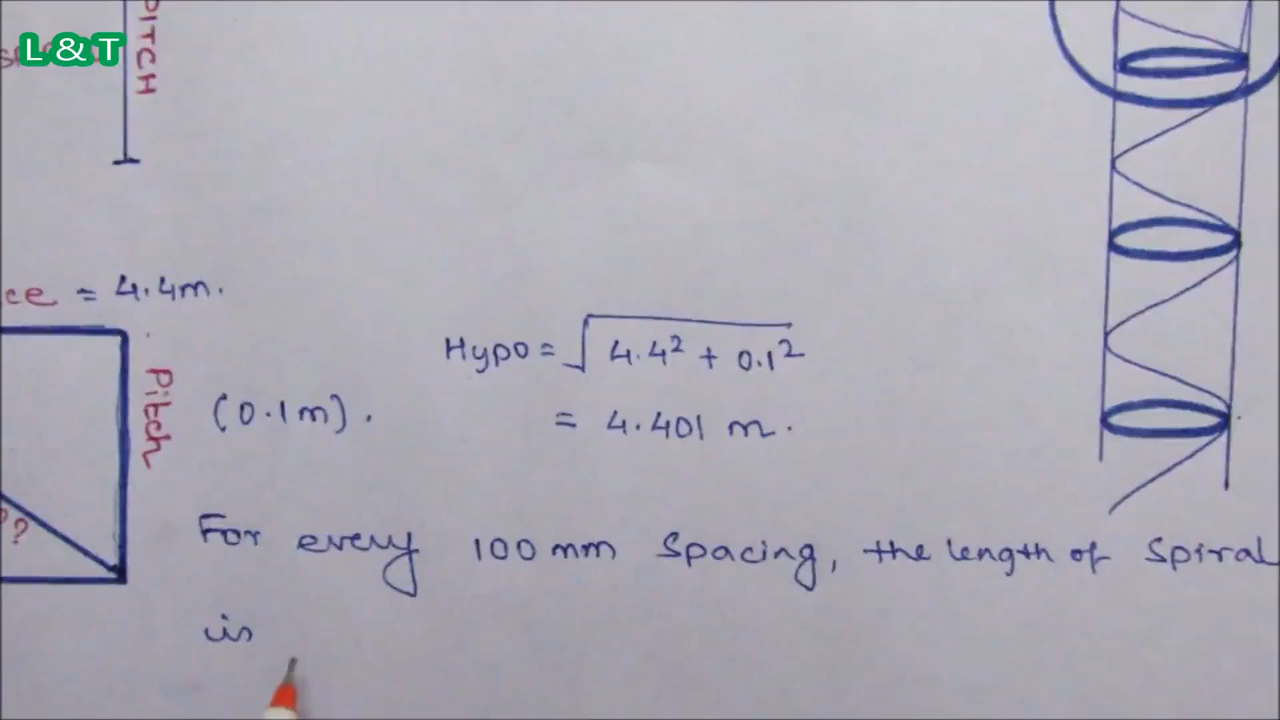 L & T
PITCH
ce = 4.4m.
Hypo = √4.4² + 0.1²
Pitch
(0.1m).
= 4.401 m.
?
For every 100 mm Spacing, the length of Spiral
is